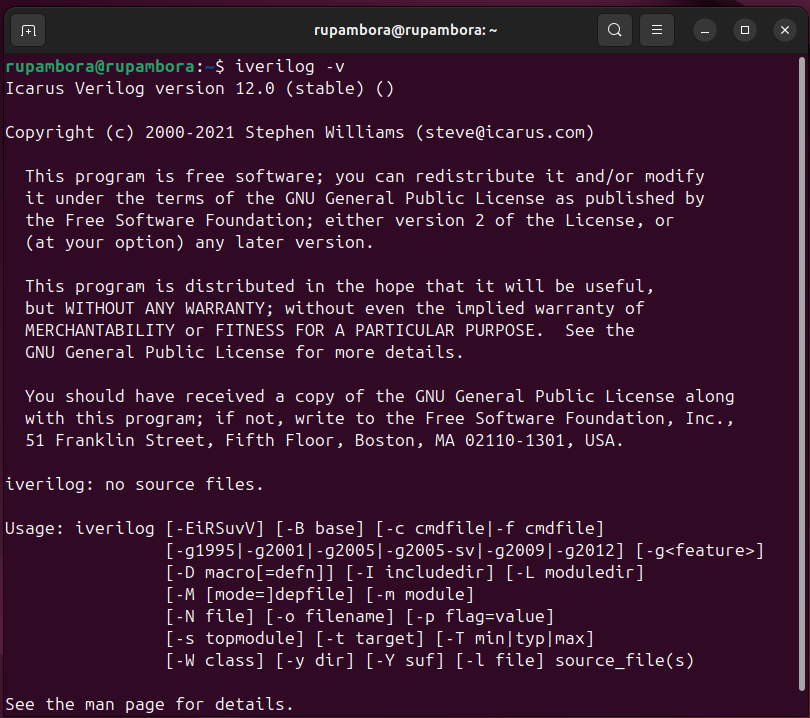 rupambora@rupambora: ~
rupambora@rupambora:~$ iverilog -v
Icarus Verilog version 12.0 (stable) ()
Copyright (c) 2000-2021 Stephen Williams (steve@icarus.com)
This program is free software; you can redistribute it and/or modify
it under the terms of the GNU General Public License as published by
the Free Software Foundation; either version 2 of the License, or
(at your option) any later version.
This program is distributed in the hope that it will be useful,
but WITHOUT ANY WARRANTY; without even the implied warranty of
MERCHANTABILITY or FITNESS FOR A PARTICULAR PURPOSE.  See the
GNU General Public License for more details.
You should have received a copy of the GNU General Public License along
with this program; if not, write to the Free Software Foundation, Inc.,
51 Franklin Street, Fifth Floor, Boston, MA 02110-1301, USA.
iverilog: no source files.
Usage: iverilog [-EiRSuvV] [-B base] [-c cmdfile|-f cmdfile]
[-g1995|-g2001|-g2005|-g2005-sv|-g2009|-g2012] [-g<feature>]
[-D macro[=defn]] [-I includedir] [-L moduledir]
[-M [mode=]depfile] [-m module]
[-N file] [-o filename] [-p flag=value]
[-s topmodule] [-t target] [-T min|typ|max]
[-W class] [-y dir] [-Y suf] [-l file] source_file(s)
See the man page for details.